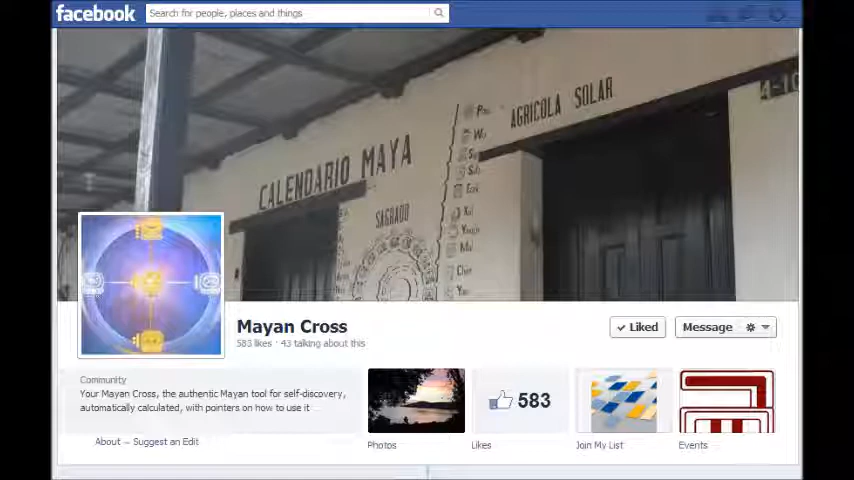 facebook
Search for people, places and things
CALENDARIO MAYA
AGRICOLA SOLAR
SAGRADO
4-10
Mayan Cross
583 likes · 43 talking about this
Liked
Message
Community
Your Mayan Cross, the authentic Mayan tool for self-discovery,
automatically calculated, with pointers on how to use it
About – Suggest an Edit
583
Photos
Likes
Join My List
Events